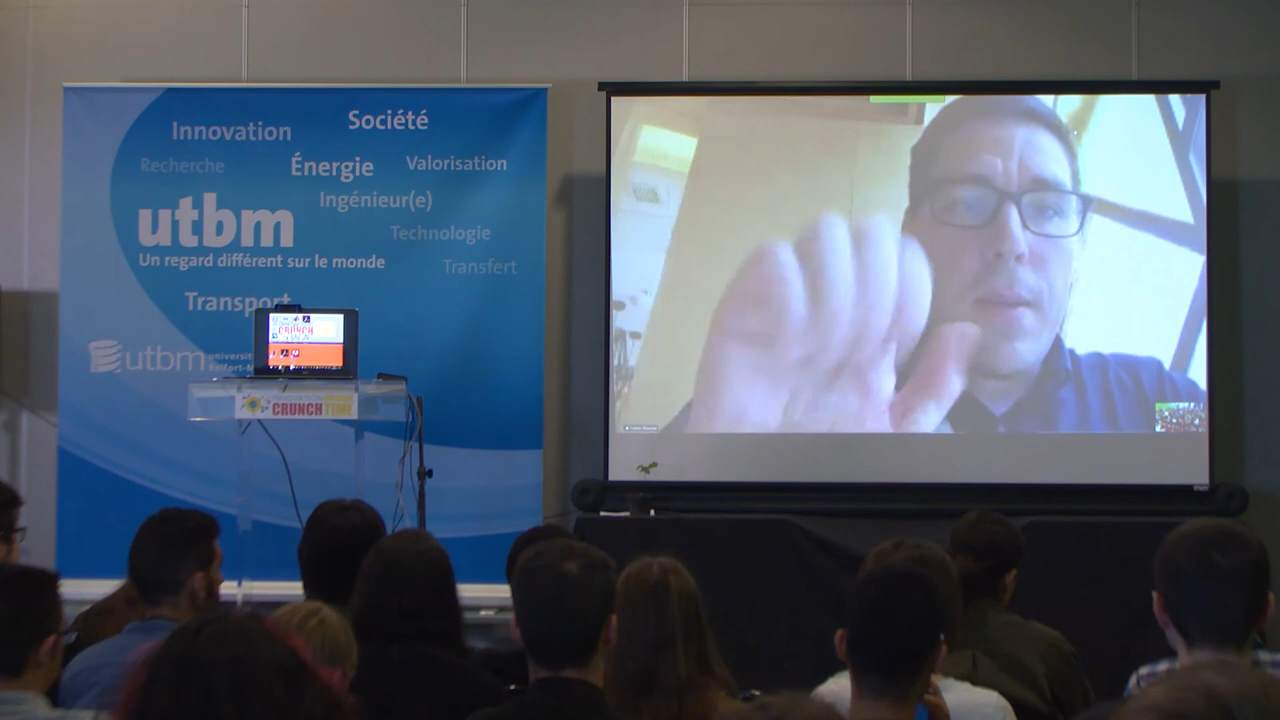 Innovation
Société
Recherche
Énergie
Valorisation
Ingénieur(e)
utbm
Technologie
Un regard différent sur le monde
Transfert
Transport
utbm
CRUNCH
CRUNCH TIME